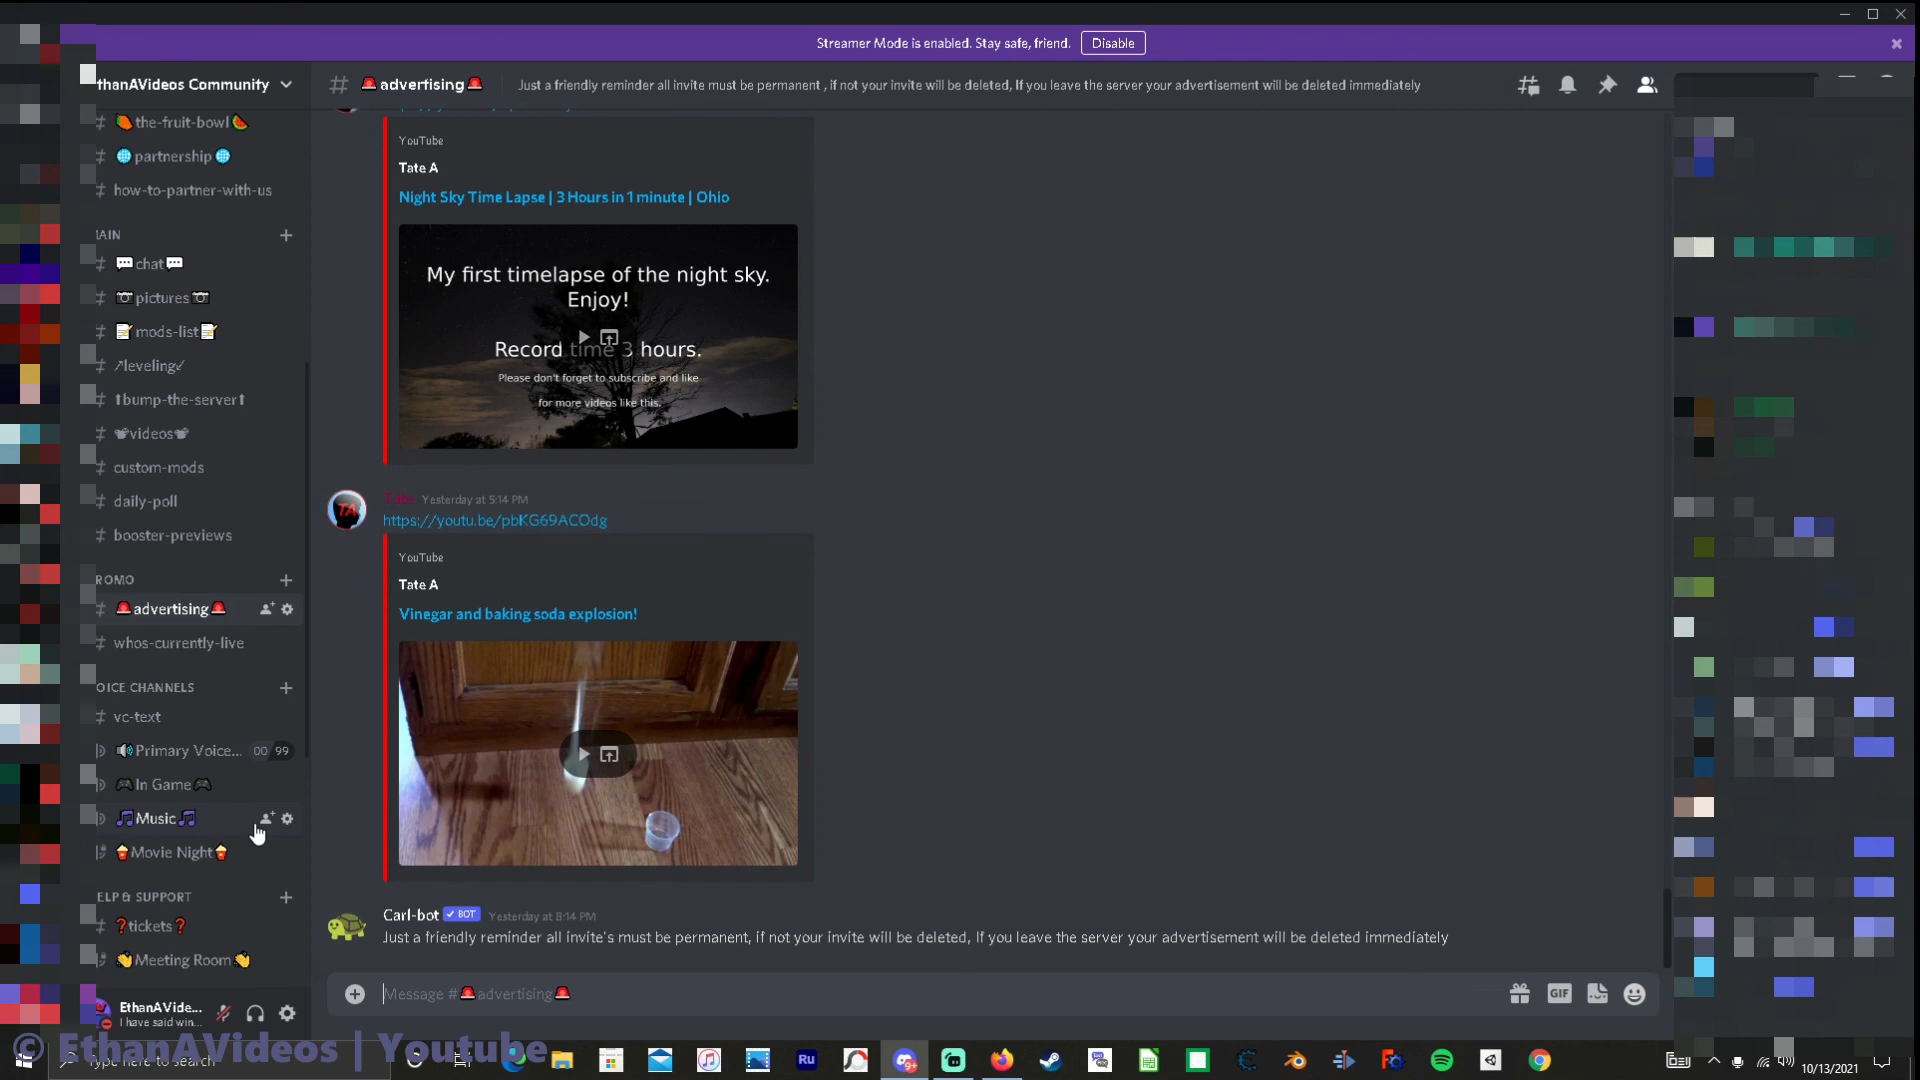 Streamer Mode is enabled. Stay safe, friend. Disable
thanAVideos Community
# advertising
Just a friendly reminder all invite must be permanent , if not your invite will be deleted, If you leave the server your advertisement will be deleted immediately
the-fruit-bowl
partnership
how-to-partner-with-us
AIN
chat
pictures
mods-list
↗leveling↙
⬆bump-the-server⬆
videos
custom-mods
daily-poll
booster-previews
ROMO
advertising
whos-currently-live
OICE CHANNELS
vc-text
Primary Voice... 00 99
In Game
Music
Movie Night
ELP & SUPPORT
❓tickets❓
Meeting Room
EthanAVide...
I have said win...
YouTube
Tate A
Night Sky Time Lapse | 3 Hours in 1 minute | Ohio
My first timelapse of the night sky.
Enjoy!
Record time 3 hours.
Please don't forget to subscribe and like
for more videos like this.
TA
Tate Yesterday at 5:14 PM
https://youtu.be/pbKG69ACOdg
YouTube
Tate A
Vinegar and baking soda explosion!
Carl-bot ✓ BOT Yesterday at 8:14 PM
Just a friendly reminder all invite's must be permanent, if not your invite will be deleted, If you leave the server your advertisement will be deleted immediately
Message # advertising
GIF
© EthanAVideos | Youtube
Type here to search
Ru
9+
10/13/2021